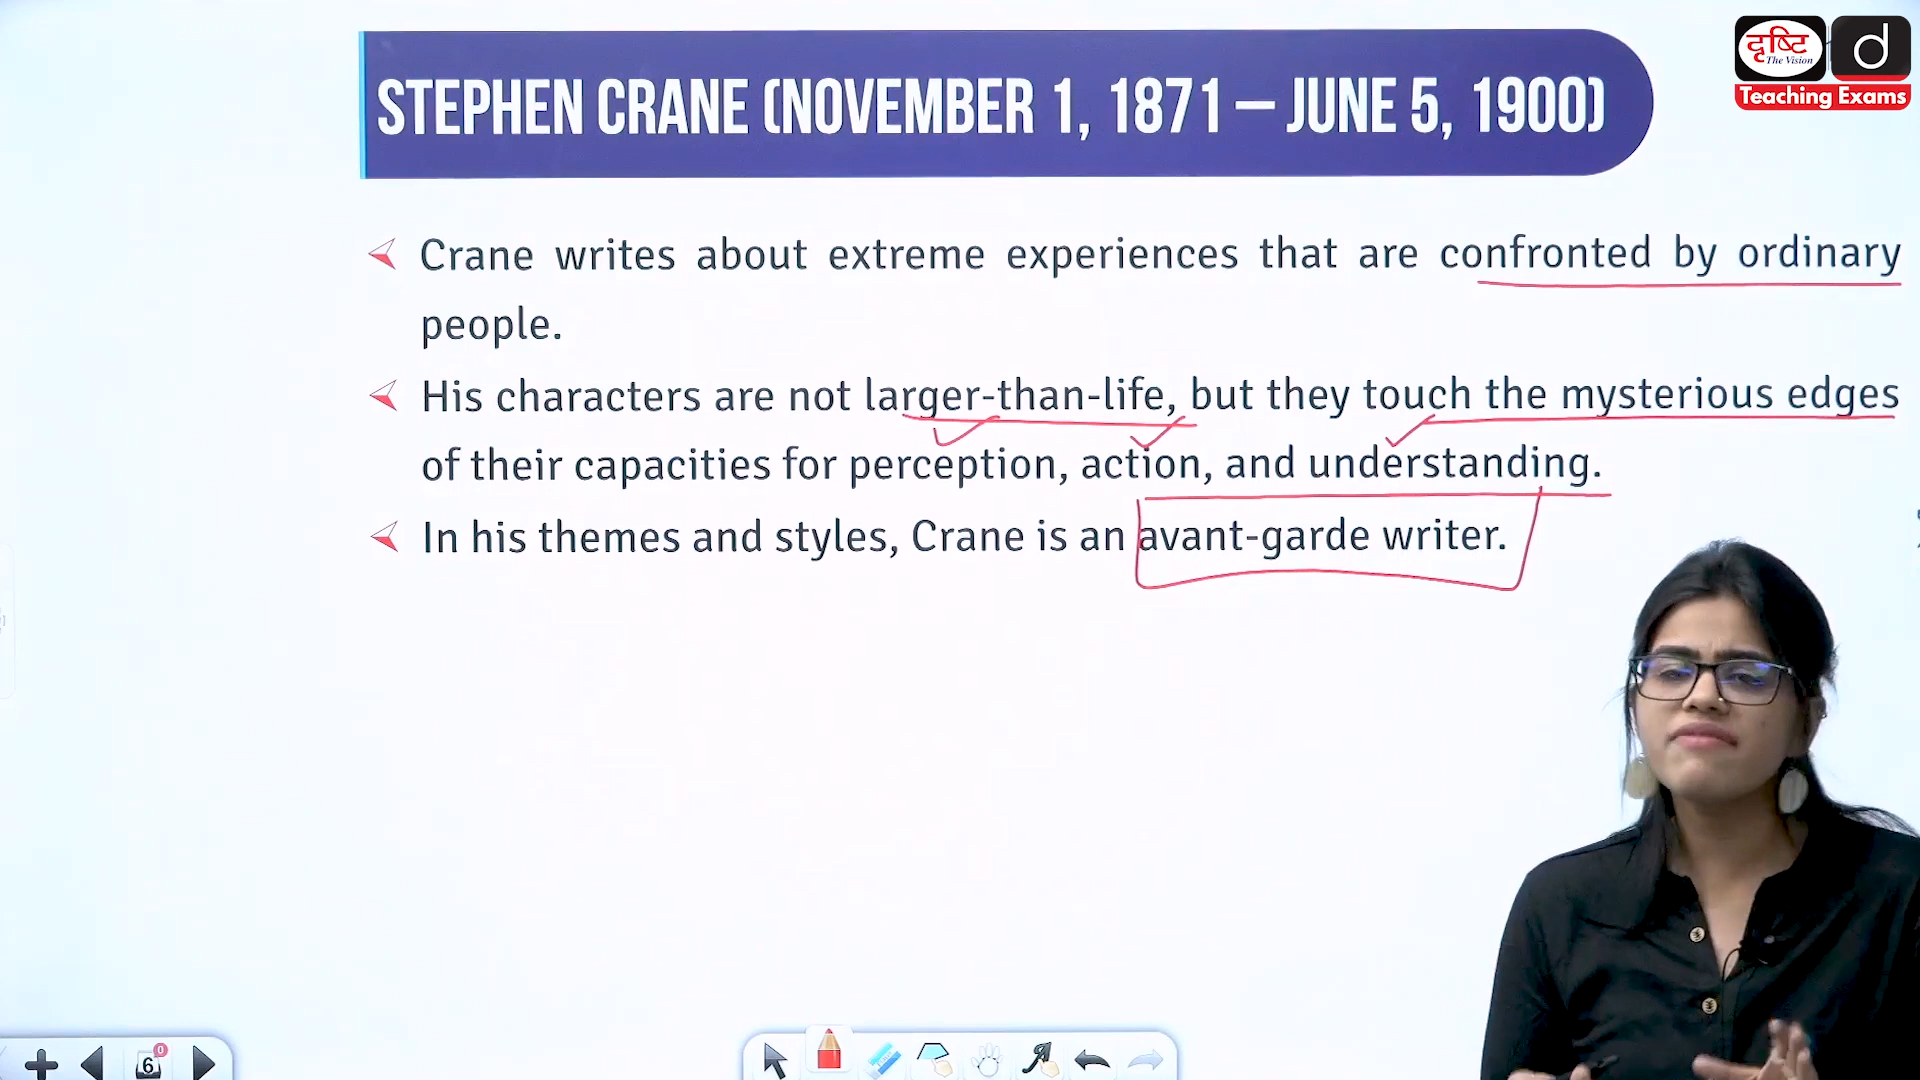 दृष्टि
The Vision
d
Teaching Exams
STEPHEN CRANE (NOVEMBER 1, 1871 – JUNE 5, 1900)
Crane writes about extreme experiences that are confronted by ordinary
people.
His characters are not larger-than-life, but they touch the mysterious edges
of their capacities for perception, action, and understanding.
In his themes and styles, Crane is an avant-garde writer.
6
0